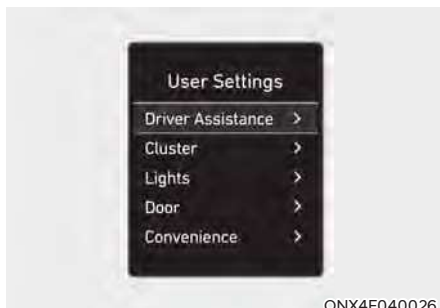 User Settings
Driver Assistance >
Cluster >
Lights >
Door >
Convenience >
ONX4E040026